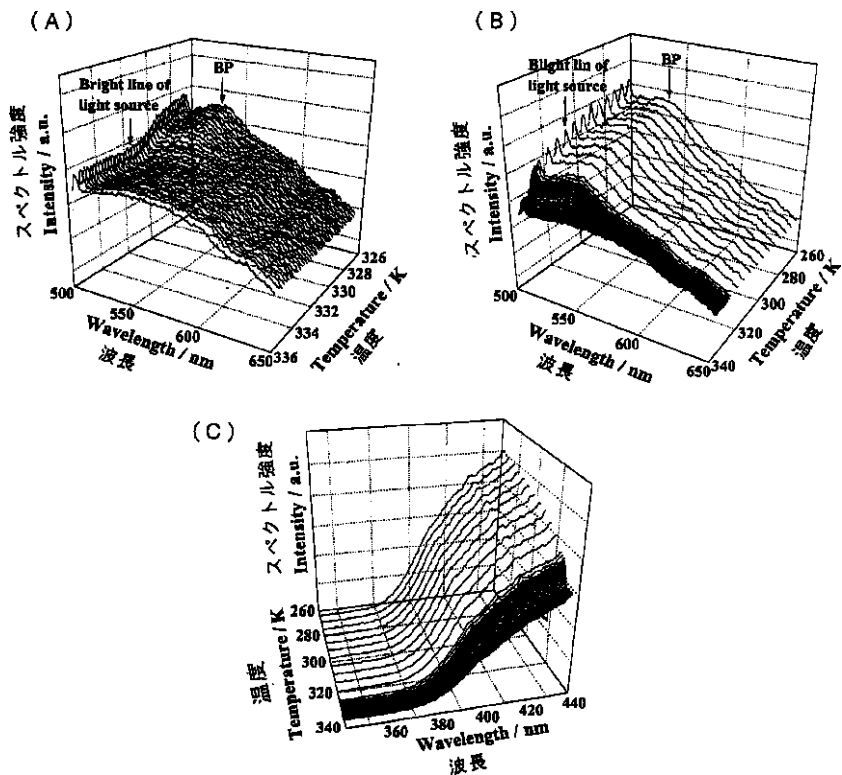 (A)
BP
Bright line of
light source
スペクトル強度
Intensity / a.u.
500
550
600
650
Wavelength / nm
波長
326
328
330
332
334
336
Temperature / K
温度
(B)
BP
Blight lin of
light source
スペクトル強度
Intensity / a.u.
500
550
600
650
Wavelength / nm
波長
260
280
300
320
340
Temperature / K
温度
(C)
スペクトル強度
Intensity / a.u.
260
280
300
320
340
温度
Temperature / K
360
380
400
420
440
Wavelength / nm
波長